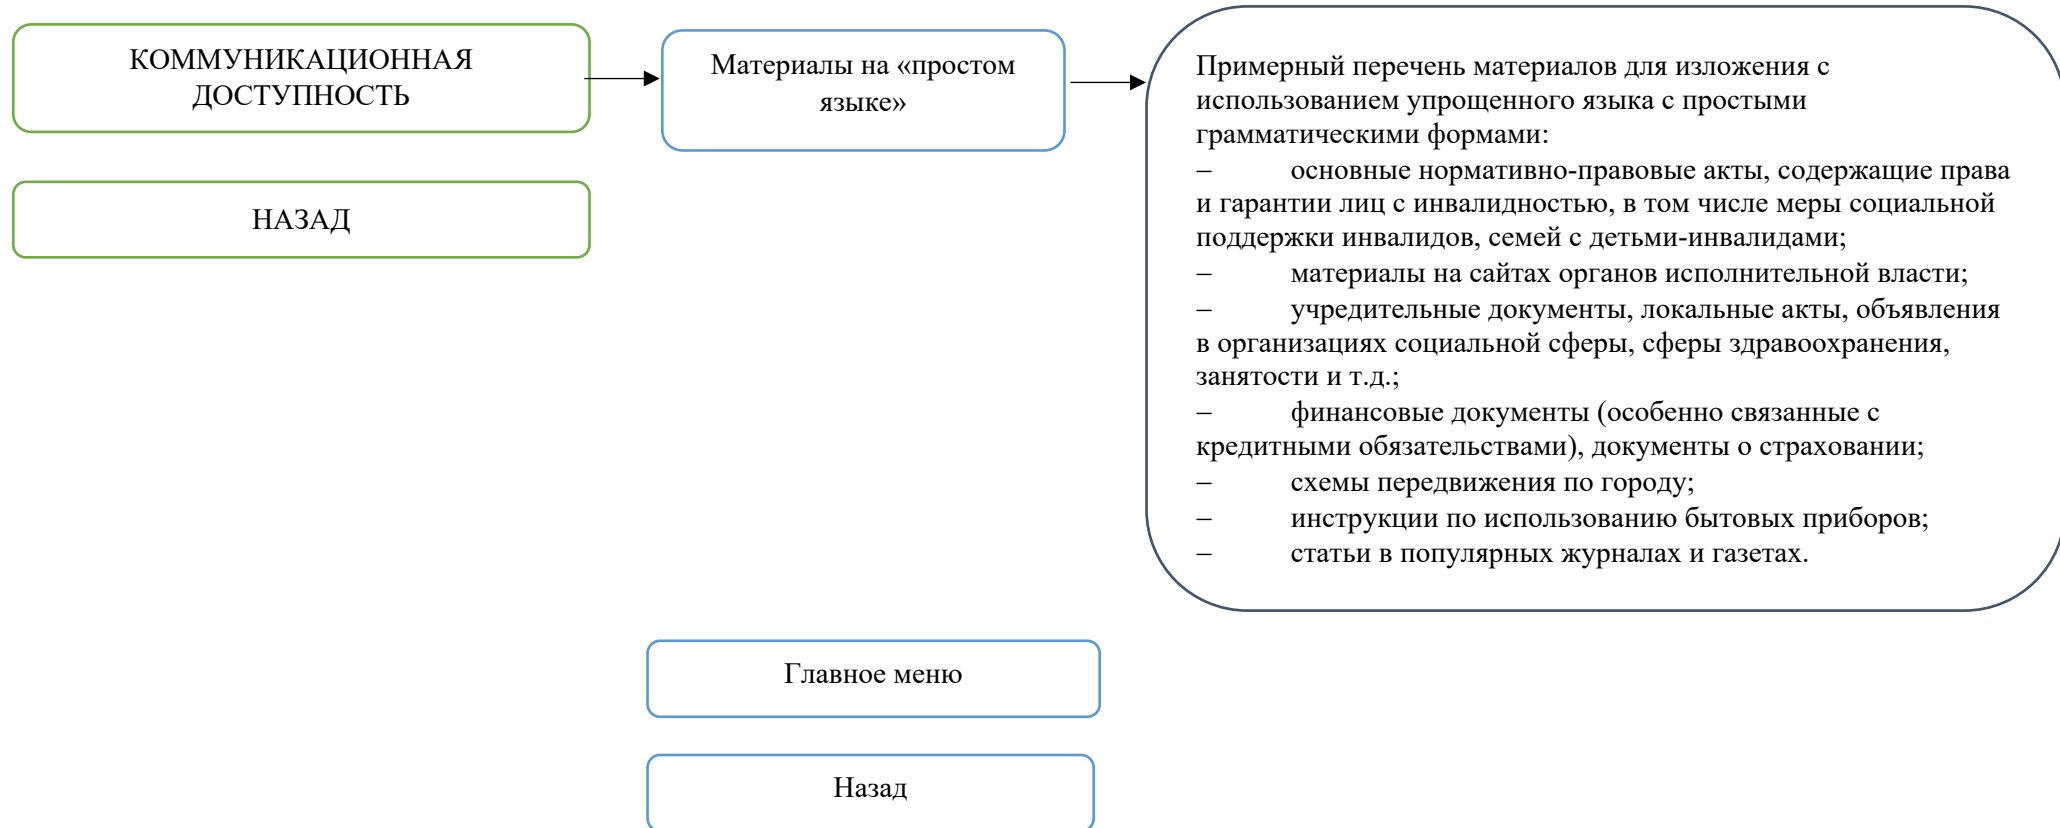 КОММУНИКАЦИОННАЯ
ДОСТУПНОСТЬ
НАЗАД
Материалы на «простом
языке»
Примерный перечень материалов для изложения с
использованием упрощенного языка с простыми
грамматическими формами:
– основные нормативно-правовые акты, содержащие права
и гарантии лиц с инвалидностью, в том числе меры социальной
поддержки инвалидов, семей с детьми-инвалидами;
– материалы на сайтах органов исполнительной власти;
– учредительные документы, локальные акты, объявления
в организациях социальной сферы, сферы здравоохранения,
занятости и т.д.;
– финансовые документы (особенно связанные с
кредитными обязательствами), документы о страховании;
– схемы передвижения по городу;
– инструкции по использованию бытовых приборов;
– статьи в популярных журналах и газетах.
Главное меню
Назад